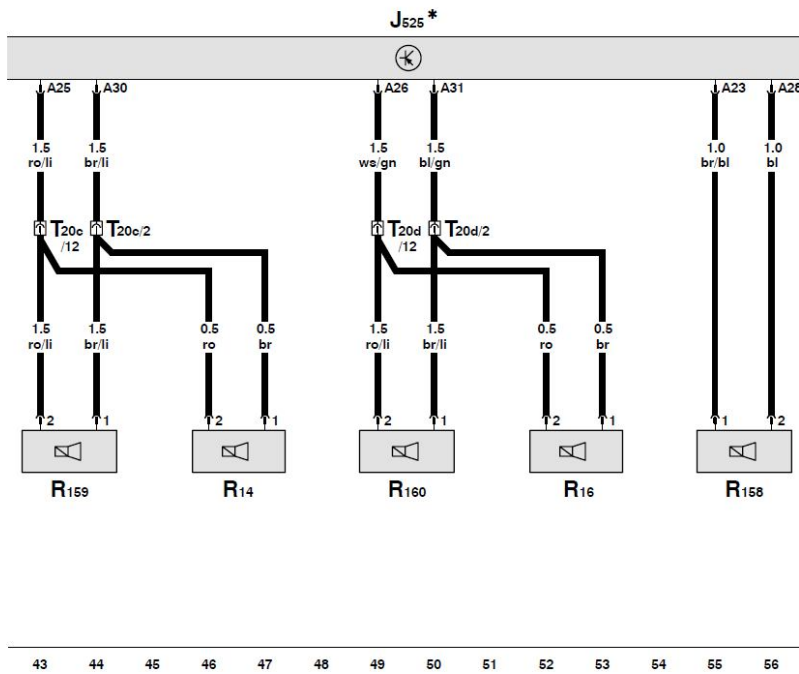 J525*
A25 A30 A26 A31 A23 A28
1.5 1.5 1.5 1.5 1.0 1.0
ro/li br/li ws/gn bl/gn br/bl bl
T20c/12 T20c/2 T20d/12 T20d/2
1.5 1.5 0.5 0.5 1.5 1.5 0.5 0.5
ro/li br/li ro br ro/li br/li ro br
2 1 2 1 2 1 2 1 1 2
R159 R14 R160 R16 R158
43 44 45 46 47 48 49 50 51 52 53 54 55 56